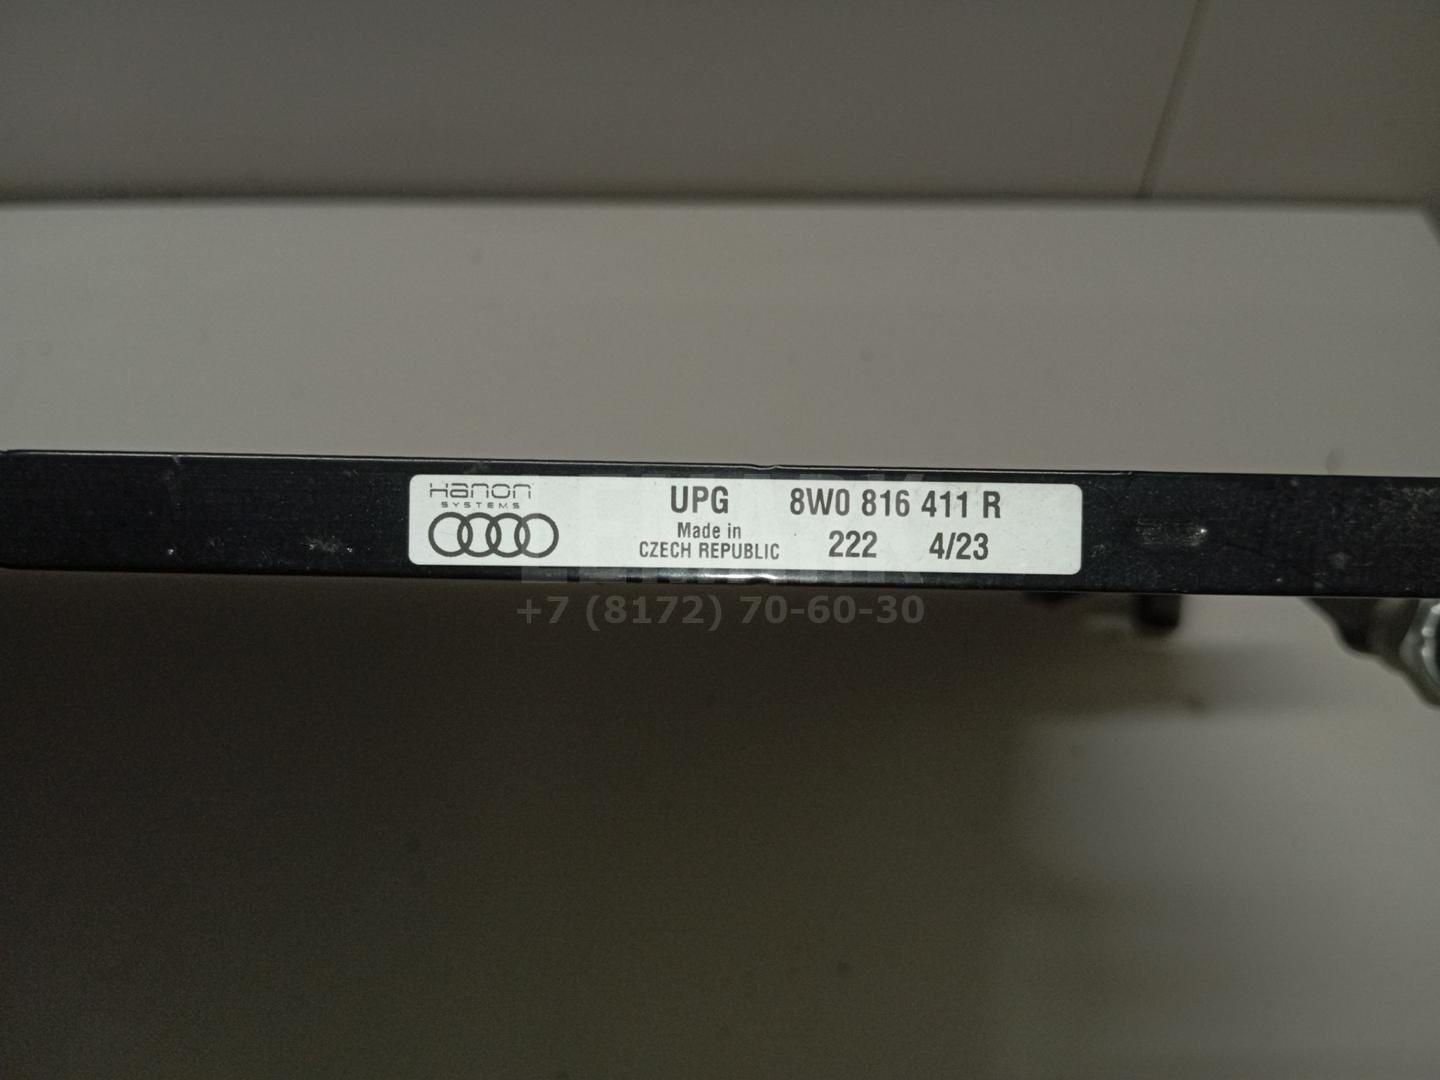 Hanon
SYSTEMS
UPG 8W0 816 411 R
Made in
CZECH REPUBLIC 222 4/23
+7 (8172) 70-60-30